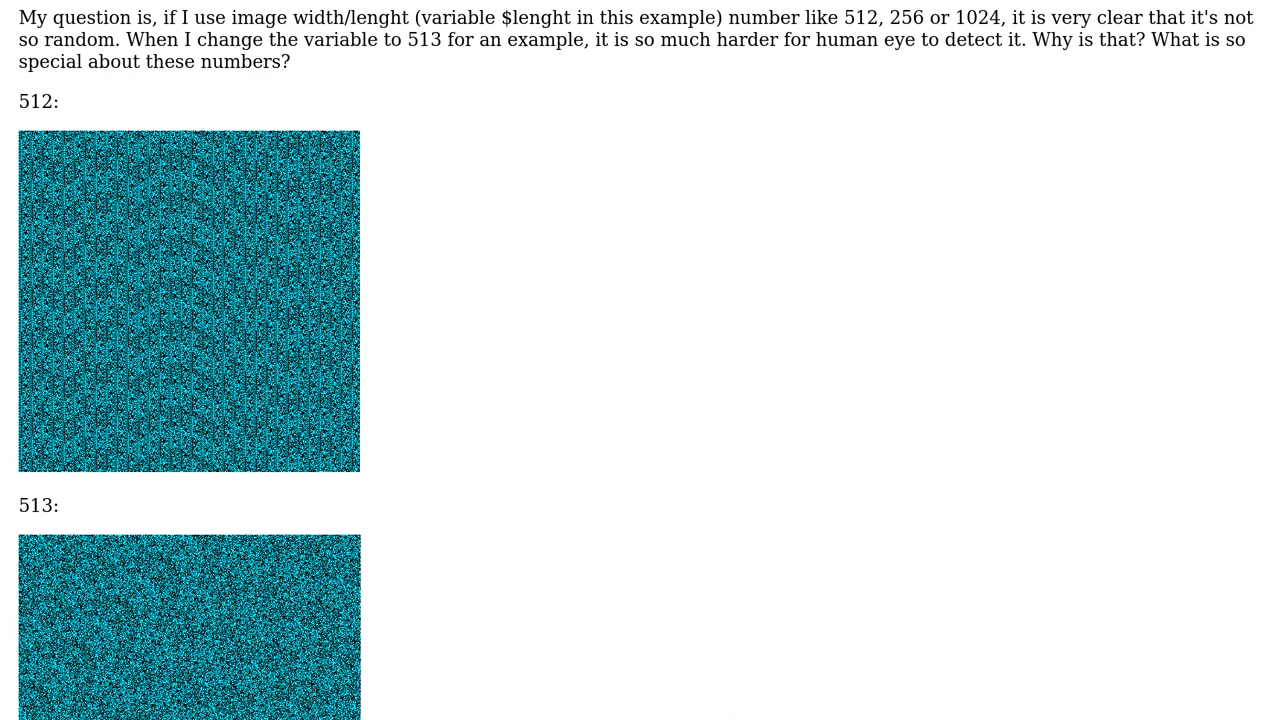 My question is, if I use image width/lenght (variable $lenght in this example) number like 512, 256 or 1024, it is very clear that it's not
so random. When I change the variable to 513 for an example, it is so much harder for human eye to detect it. Why is that? What is so
special about these numbers?
512:
513: